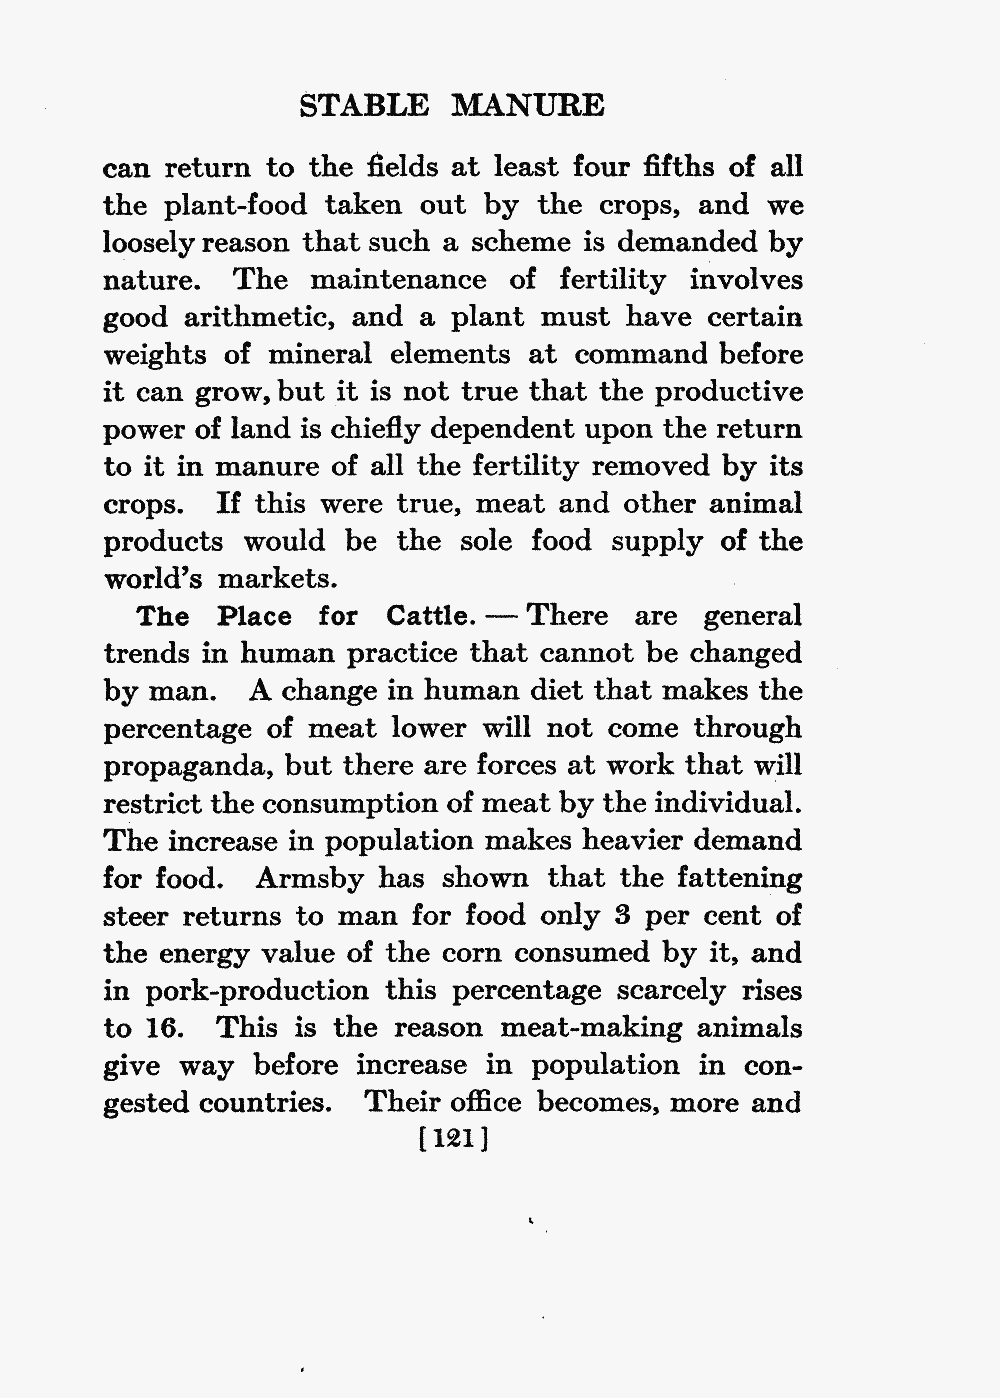 STABLE MANURE
can return to the fields at least four fifths of all
the plant-food taken out by the crops, and we
loosely reason that such a scheme is demanded by
nature. The maintenance of fertility involves
good arithmetic, and a plant must have certain
weights of mineral elements at command before
it can grow, but it is not true that the productive
power of land is chiefly dependent upon the return
to it in manure of all the fertility removed by its
crops. If this were true, meat and other animal
products would be the sole food supply of the
world's markets.
The Place for Cattle. — There are general
trends in human practice that cannot be changed
by man. A change in human diet that makes the
percentage of meat lower will not come through
propaganda, but there are forces at work that will
restrict the consumption of meat by the individual.
The increase in population makes heavier demand
for food. Armsby has shown that the fattening
steer returns to man for food only 3 per cent of
the energy value of the corn consumed by it, and
in pork-production this percentage scarcely rises
to 16. This is the reason meat-making animals
give way before increase in population in con-
gested countries. Their office becomes, more and
[121]